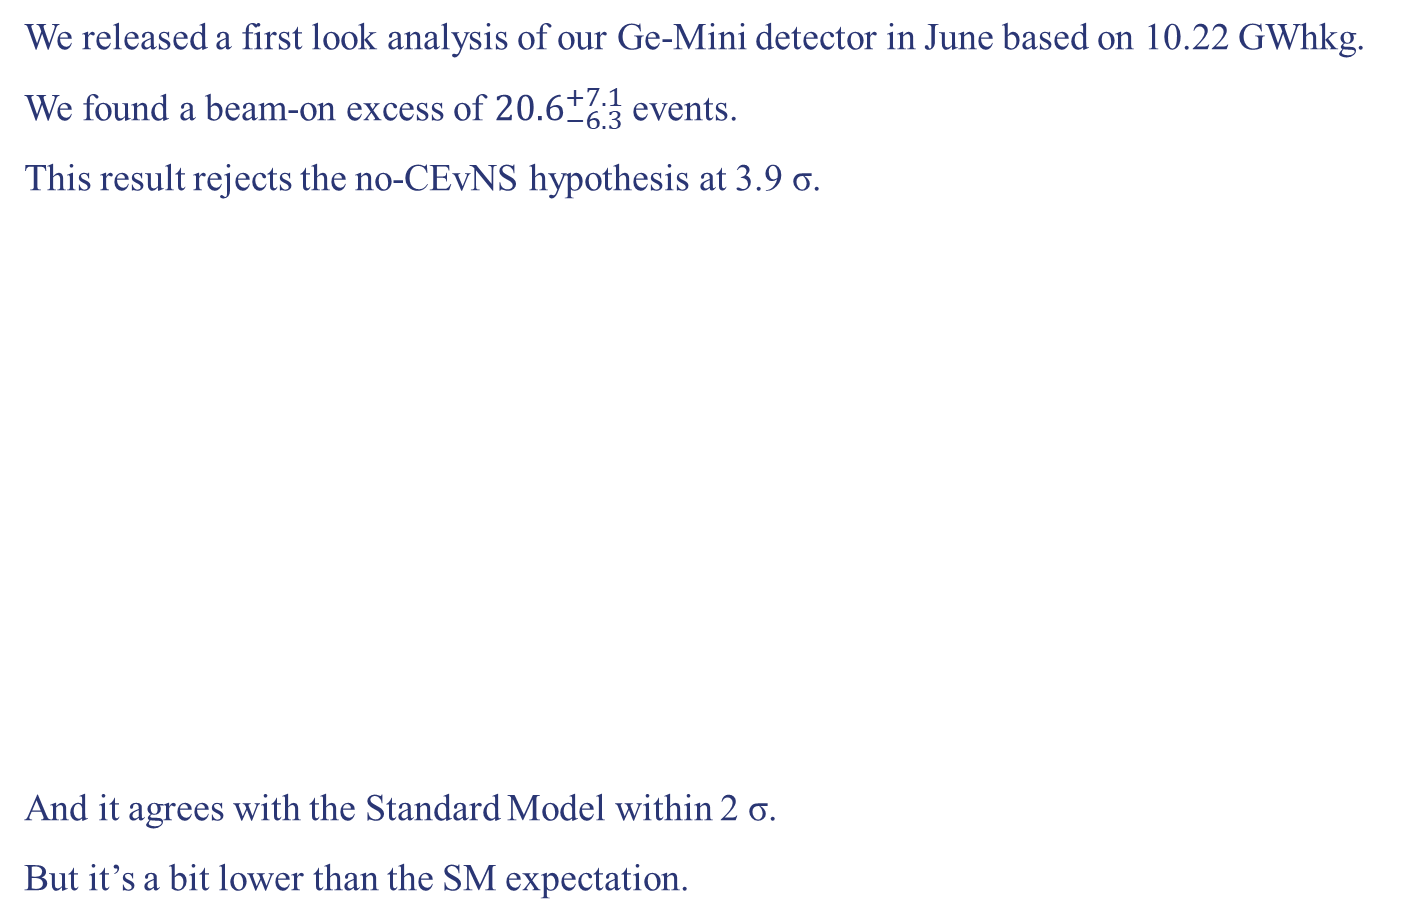 We released a first look analysis of our Ge-Mini detector in June based on 10.22 GWhkg.
We found a beam-on excess of 20.6+7.1−6.3 events.
This result rejects the no-CEvNS hypothesis at 3.9 σ.
And it agrees with the Standard Model within 2 σ.
But it’s a bit lower than the SM expectation.